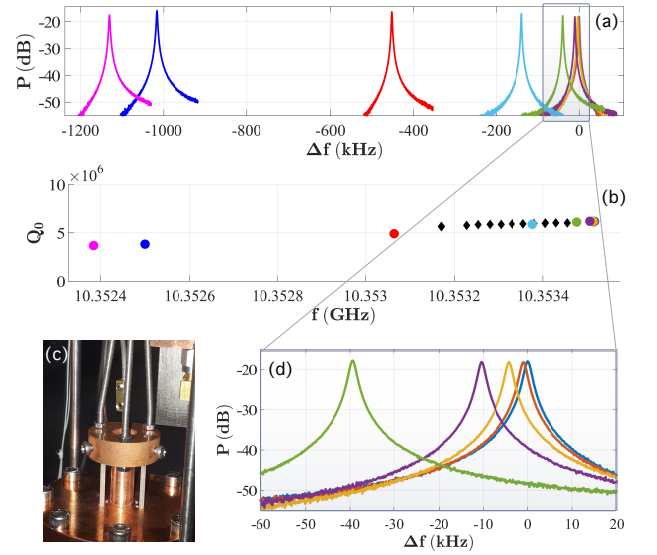 (a)
P (dB)
-20
-30
-40
-50
-1200 -1000 -800 -600 -400 -200 0
Δf (kHz)
(b)
Q₀
10 × 10⁶
5
0
10.3524 10.3526 10.3528 10.353 10.3532 10.3534
f (GHz)
(c)
(d)
P (dB)
-20
-30
-40
-50
-60 -50 -40 -30 -20 -10 0 10 20
Δf (kHz)